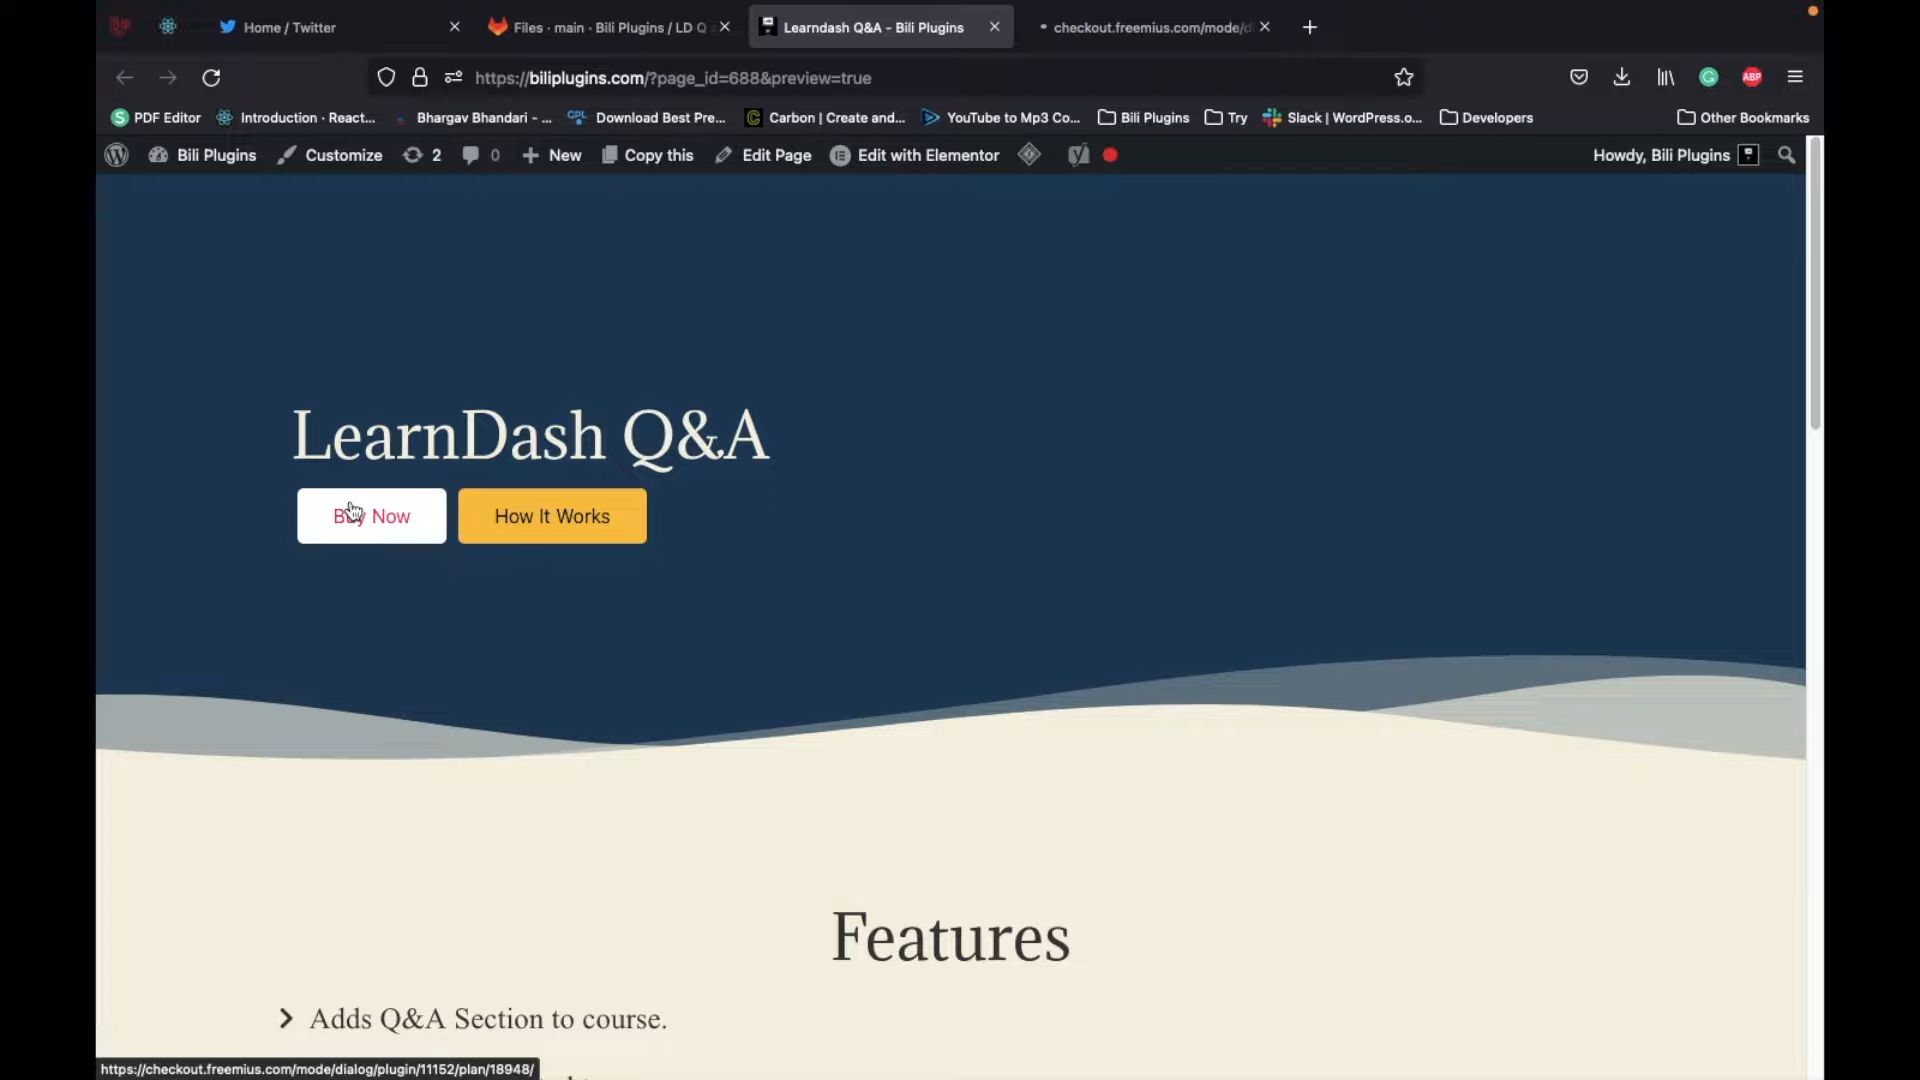 Home / Twitter
Files · main · Bili Plugins / LD Q
Learndash Q&A - Bili Plugins
checkout.freemius.com/mode/d
https://biliplugins.com/?page_id=688&preview=true
ABP
PDF Editor
Introduction · React...
Bhargav Bhandari - ...
GPL
Download Best Pre...
Carbon | Create and...
YouTube to Mp3 Co...
Bili Plugins
Try
Slack | WordPress.o...
Developers
Other Bookmarks
Bili Plugins
Customize
2
0
New
Copy this
Edit Page
Edit with Elementor
Howdy, Bili Plugins
LearnDash Q&A
Buy Now
How It Works
Features
Adds Q&A Section to course.
https://checkout.freemius.com/mode/dialog/plugin/11152/plan/18948/